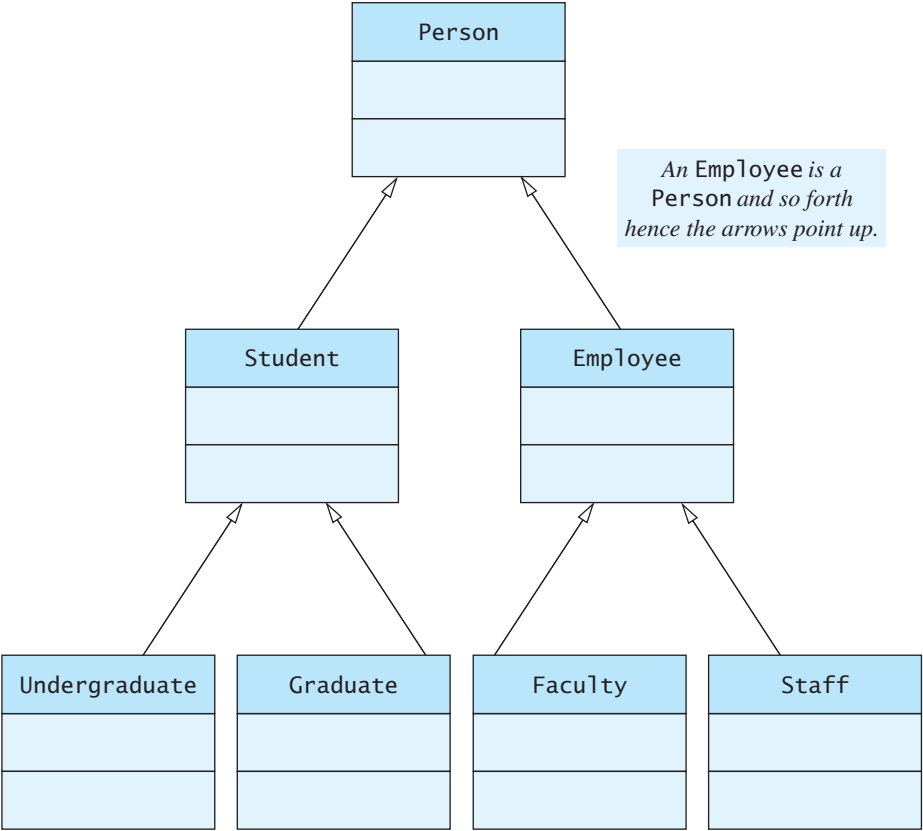 Person
An Employee is a
Person and so forth
hence the arrows point up.
Student
Employee
Undergraduate
Graduate
Faculty
Staff